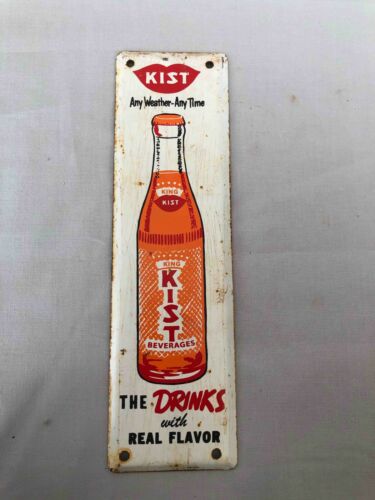 KIST
Any Weather-Any Time
KING
KIST
KING
KIST
BEVERAGES
THE DRINKS
with
REAL FLAVOR